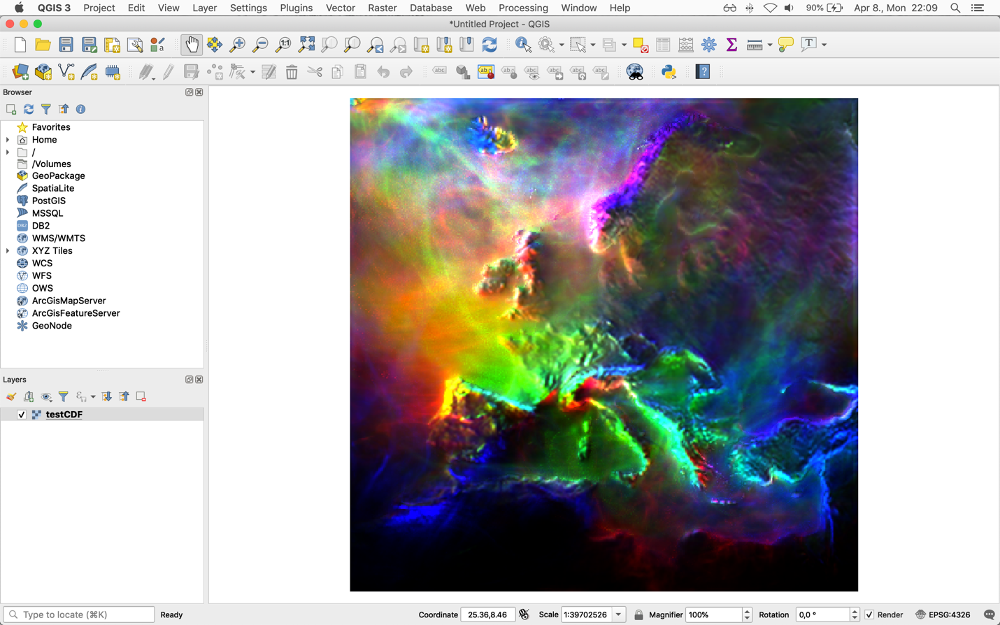 QGIS 3 Project Edit View Layer Settings Plugins Vector Raster Database Web Processing Window Help 90% Apr 8., Mon 22:09
*Untitled Project - QGIS
Browser
Favorites
Home
/
/Volumes
GeoPackage
SpatiaLite
PostGIS
MSSQL
DB2
WMS/WMTS
XYZ Tiles
WCS
WFS
OWS
ArcGisMapServer
ArcGisFeatureServer
GeoNode
Layers
testCDF
Type to locate (⌘K) Ready Coordinate 25.36,8.46 Scale 1:39702526 Magnifier 100% Rotation 0,0 ° Render EPSG:4326